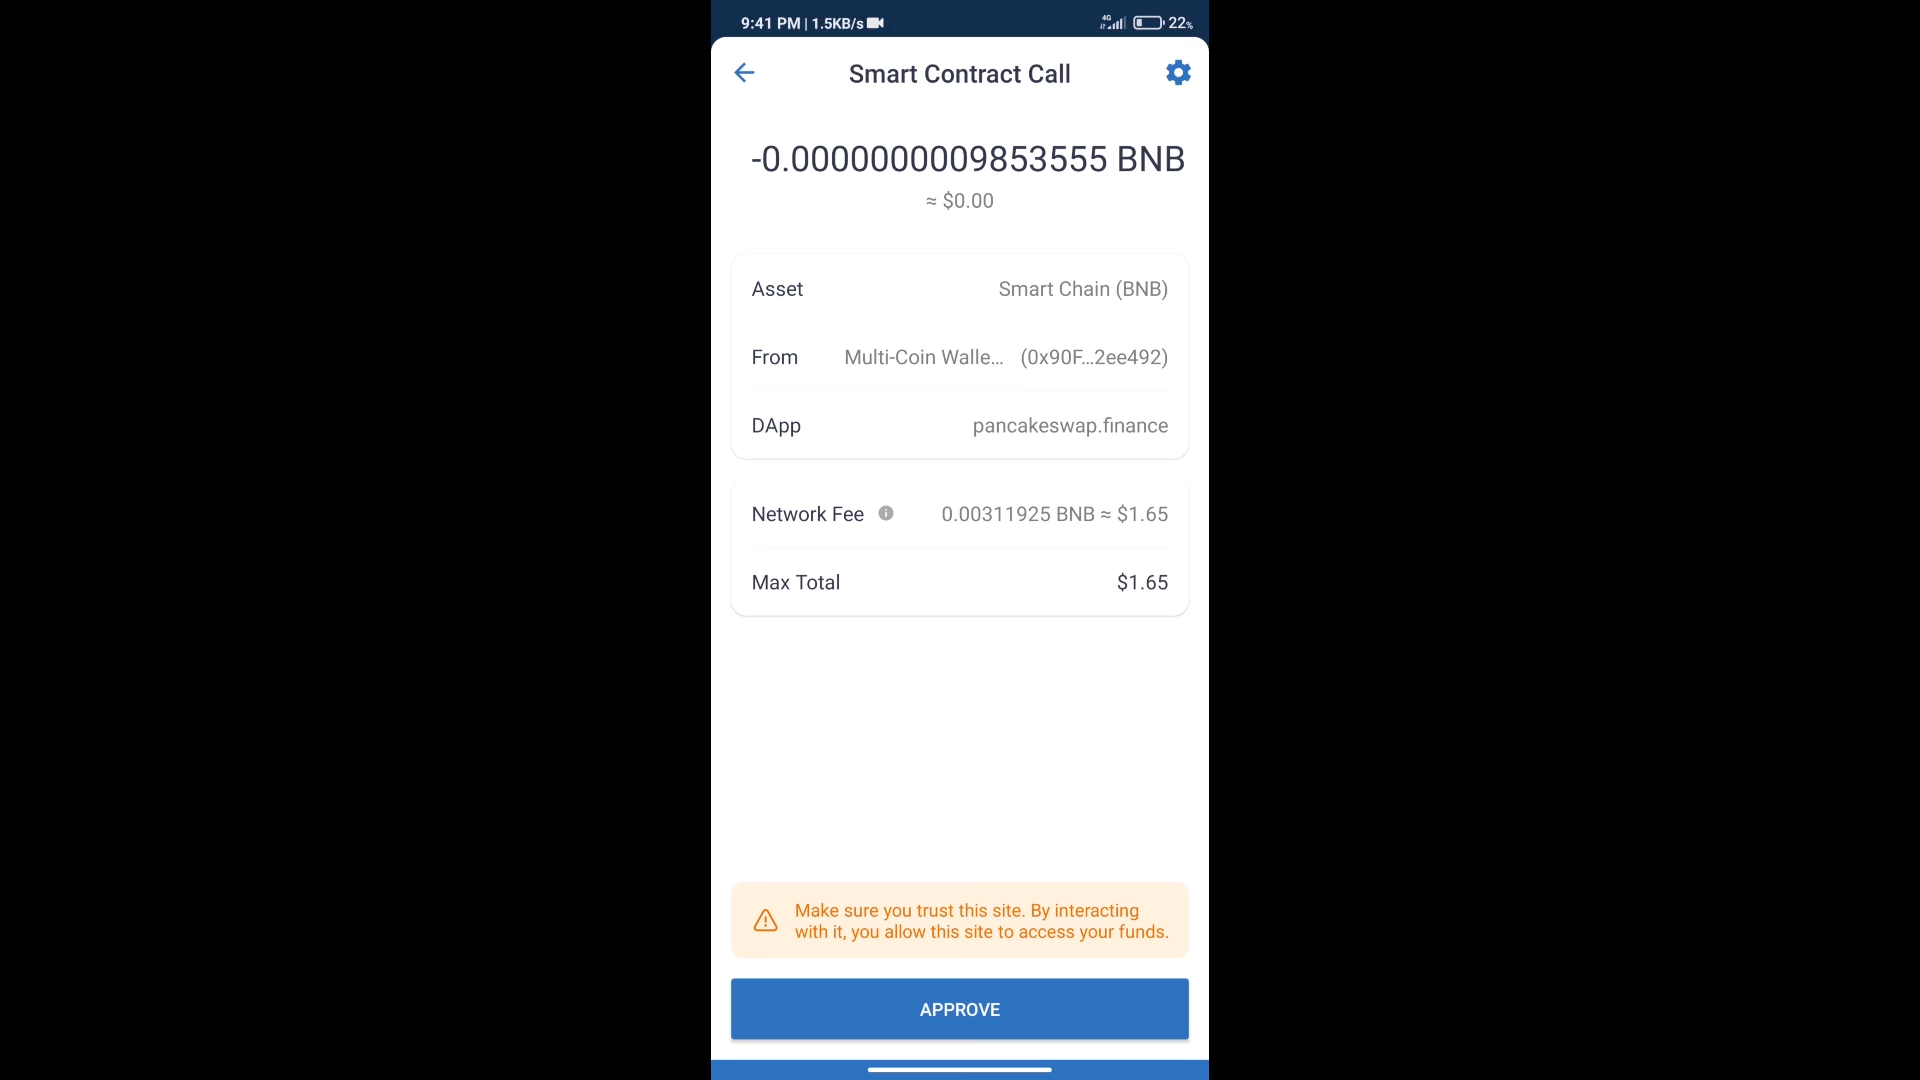 9:41 PM | 1.5KB/s 4G 22%
Smart Contract Call
-0.0000000009853555 BNB
≈ $0.00
Asset Smart Chain (BNB)
From Multi-Coin Walle... (0x90F...2ee492)
DApp pancakeswap.finance
Network Fee 0.00311925 BNB ≈ $1.65
Max Total $1.65
Make sure you trust this site. By interacting
with it, you allow this site to access your funds.
APPROVE